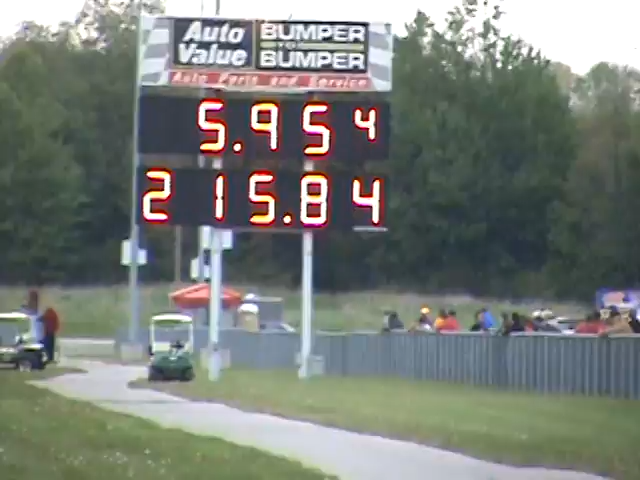 Auto Value
BUMPER TO BUMPER
Auto Parts and Service
5.954
215.84